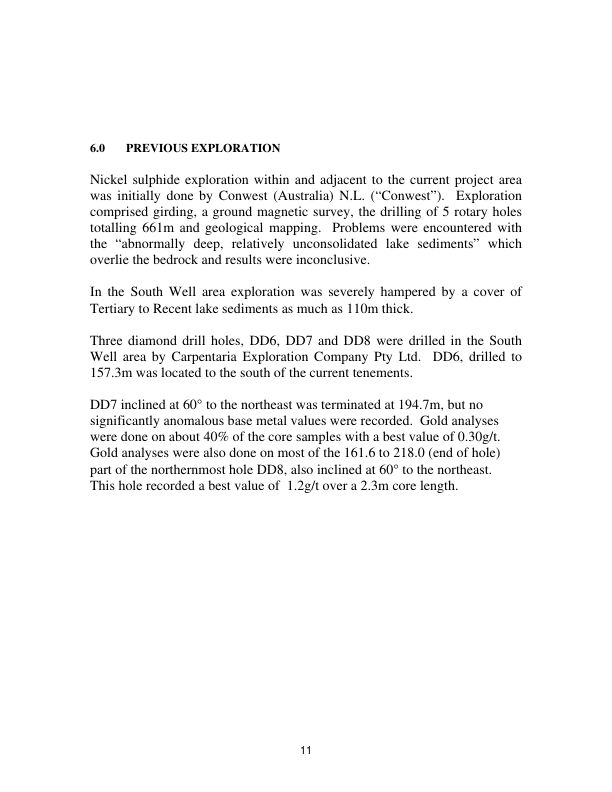 6.0 PREVIOUS EXPLORATION
Nickel sulphide exploration within and adjacent to the current project area
was initially done by Conwest (Australia) N.L. (“Conwest”). Exploration
comprised girding, a ground magnetic survey, the drilling of 5 rotary holes
totalling 661m and geological mapping. Problems were encountered with
the “abnormally deep, relatively unconsolidated lake sediments” which
overlie the bedrock and results were inconclusive.
In the South Well area exploration was severely hampered by a cover of
Tertiary to Recent lake sediments as much as 110m thick.
Three diamond drill holes, DD6, DD7 and DD8 were drilled in the South
Well area by Carpentaria Exploration Company Pty Ltd. DD6, drilled to
157.3m was located to the south of the current tenements.
DD7 inclined at 60° to the northeast was terminated at 194.7m, but no
significantly anomalous base metal values were recorded. Gold analyses
were done on about 40% of the core samples with a best value of 0.30g/t.
Gold analyses were also done on most of the 161.6 to 218.0 (end of hole)
part of the northernmost hole DD8, also inclined at 60° to the northeast.
This hole recorded a best value of 1.2g/t over a 2.3m core length.
11